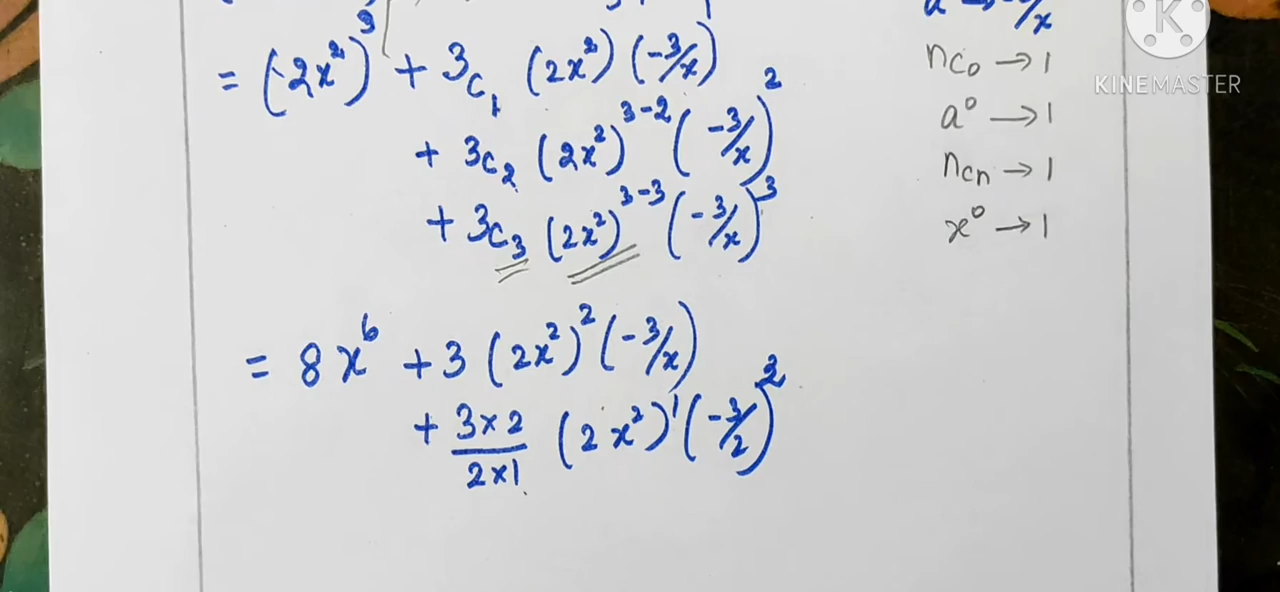 = (-2x²)³ + 3c₁ (2x²) (-3/x)¹
+ 3c₂ (2x²)³⁻² (-3/x)²
+ 3c₃ (2x²)³⁻³ (-3/x)³
= 8x⁶ + 3 (2x²)² (-3/x)
+ 3×2 / 2×1 (2x²)¹ (-3/2)²
nc₀ → 1
a⁰ → 1
ncn → 1
x⁰ → 1
K
KINEMASTER